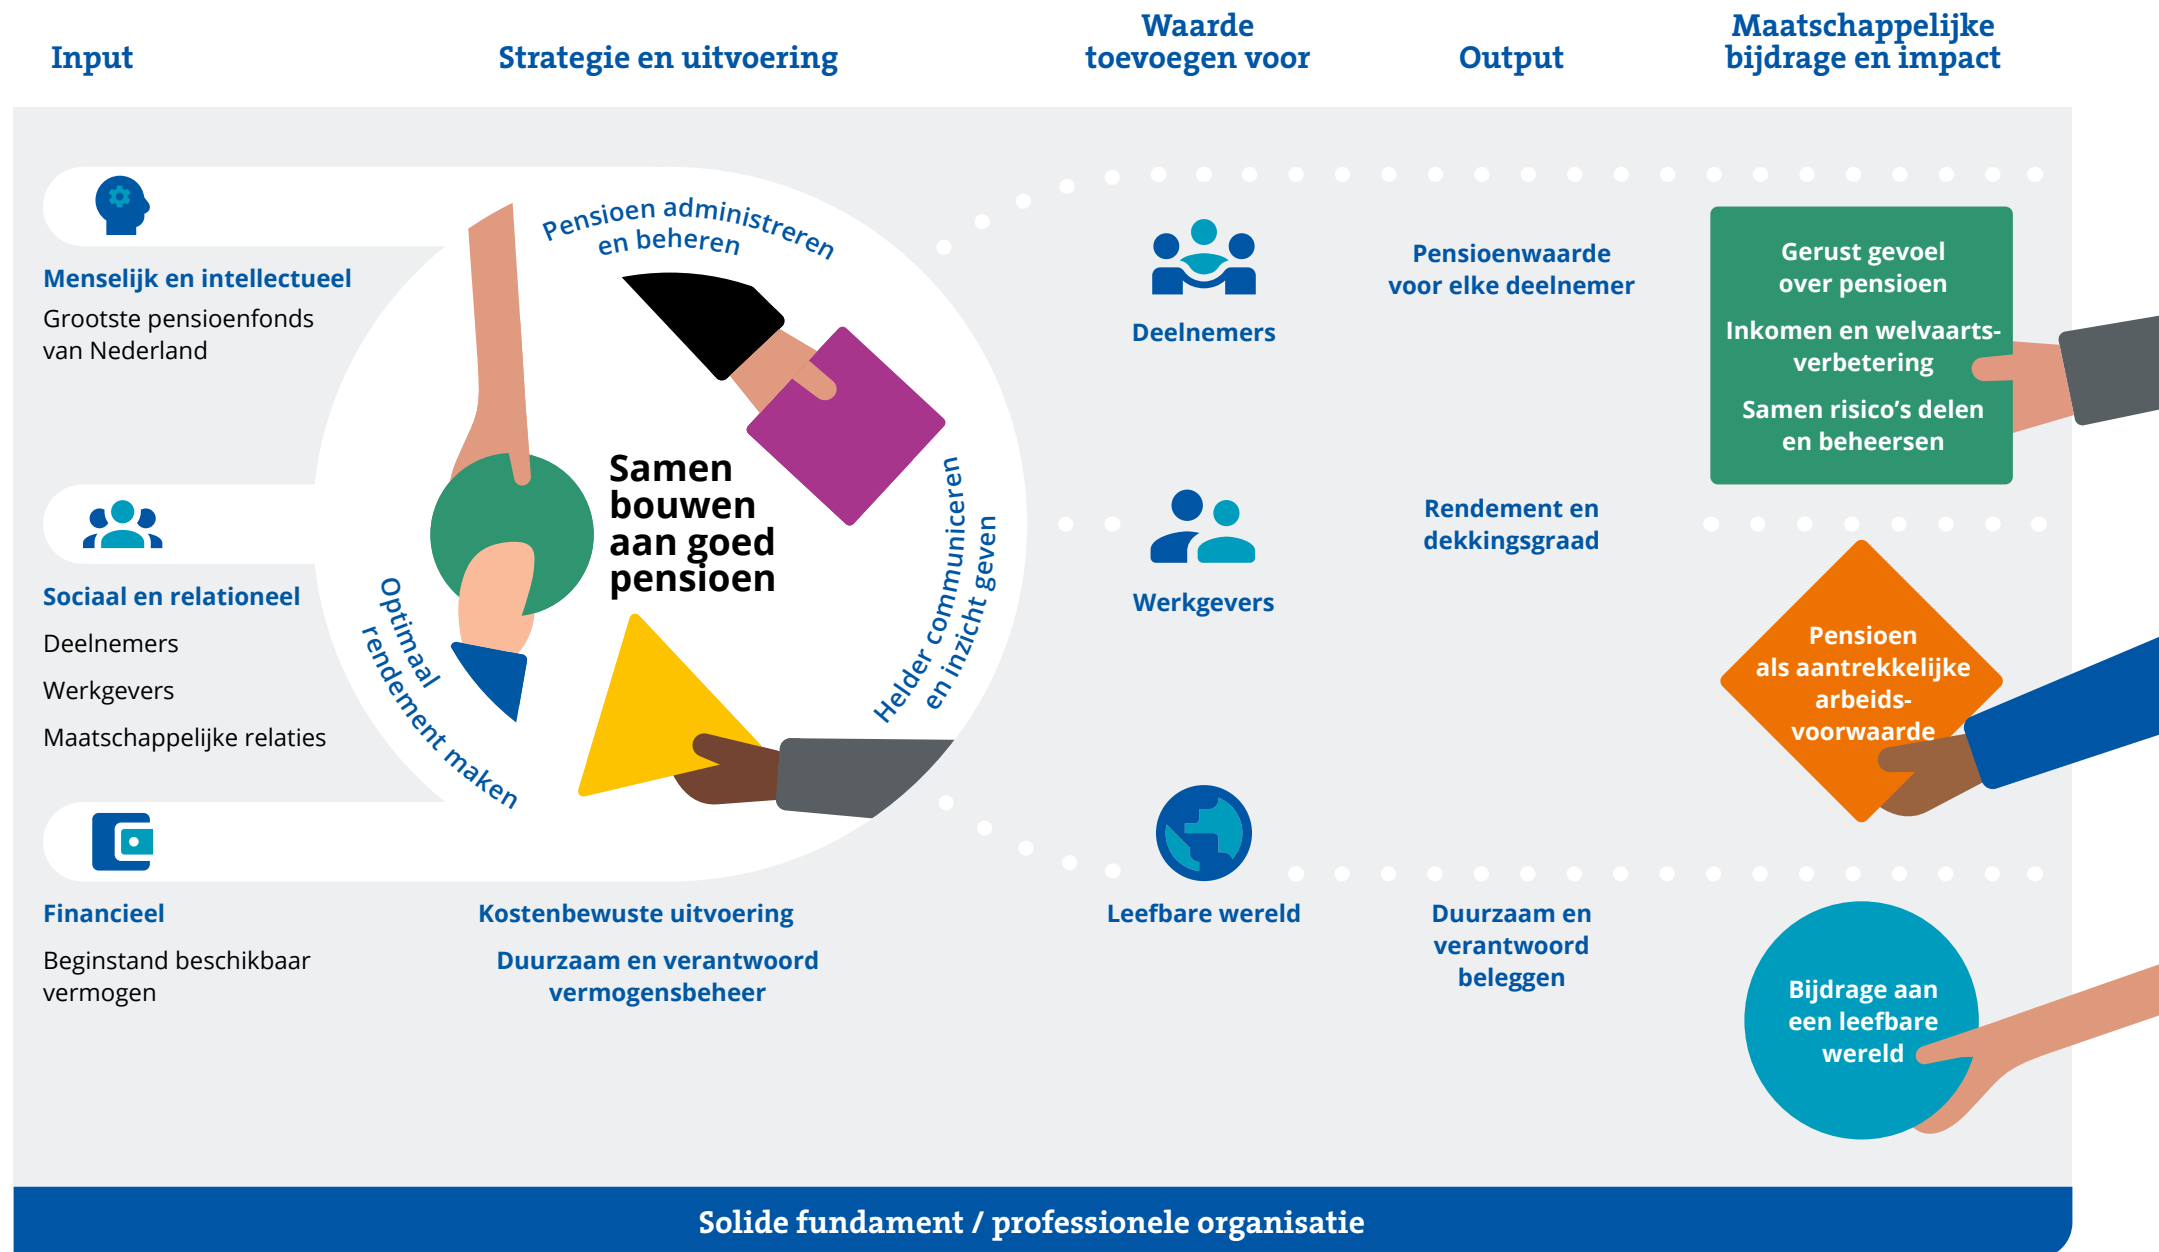 Input
Strategie en uitvoering
Waarde
toevoegen voor
Output
Maatschappelijke
bijdrage en impact
Menselijk en intellectueel
Grootste pensioenfonds
van Nederland
Sociaal en relationeel
Deelnemers
Werkgevers
Maatschappelijke relaties
Financieel
Beginstand beschikbaar
vermogen
Pensioen administreren
en beheren
Samen
bouwen
aan goed
pensioen
Helder communiceren
en inzicht geven
Optimaal
rendement maken
Kostenbewuste uitvoering
Duurzaam en verantwoord
vermogensbeheer
Deelnemers
Werkgevers
Leefbare wereld
Pensioenwaarde
voor elke deelnemer
Rendement en
dekkingsgraad
Duurzaam en
verantwoord
beleggen
Gerust gevoel
over pensioen
Inkomen en welvaarts-
verbetering
Samen risico's delen
en beheersen
Pensioen
als aantrekkelijke
arbeids-
voorwaarde
Bijdrage aan
een leefbare
wereld
Solide fundament / professionele organisatie